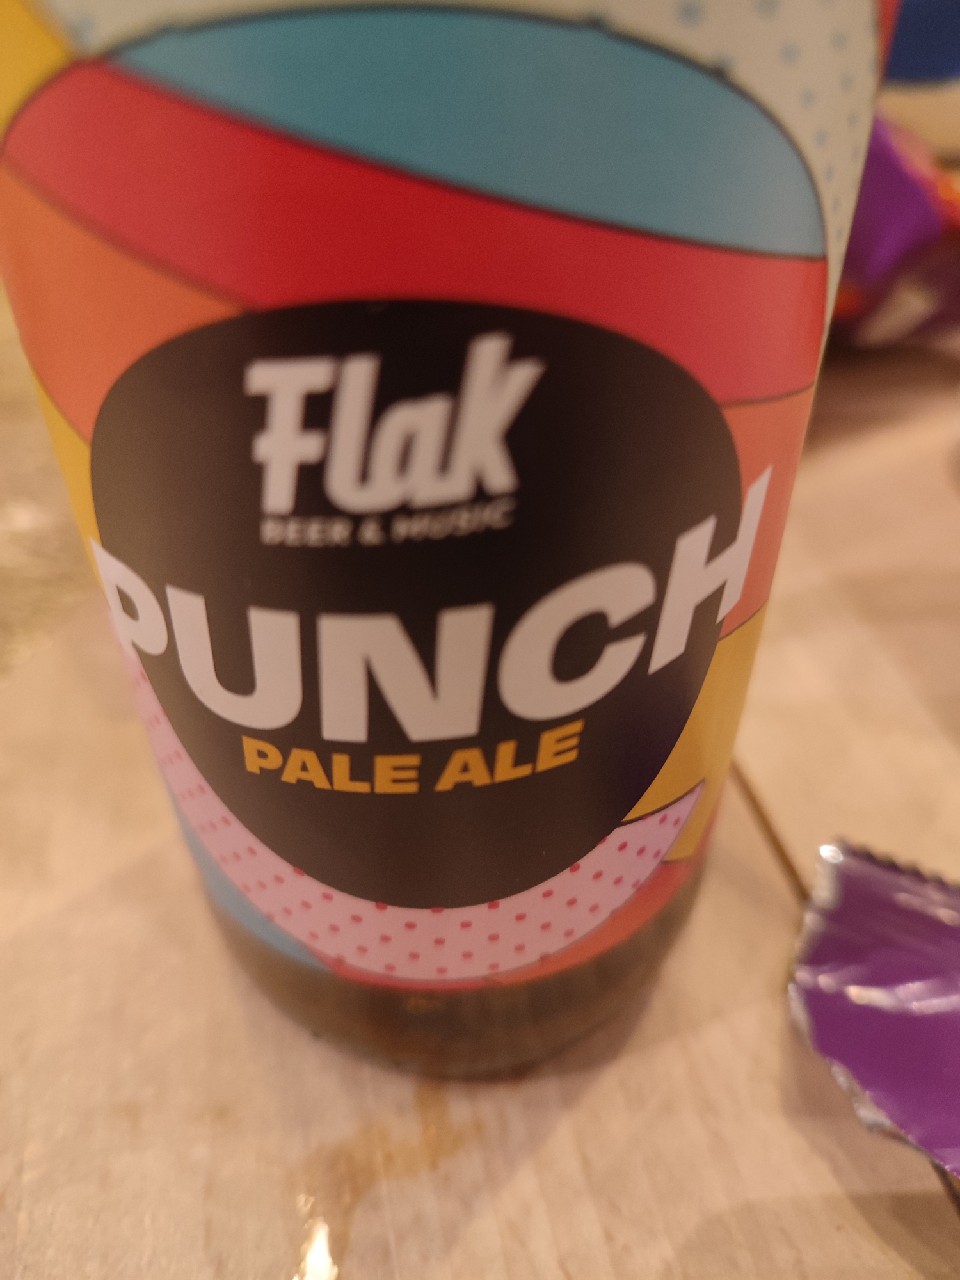 Flak
BEER & MUSIC
PUNCH
PALE ALE